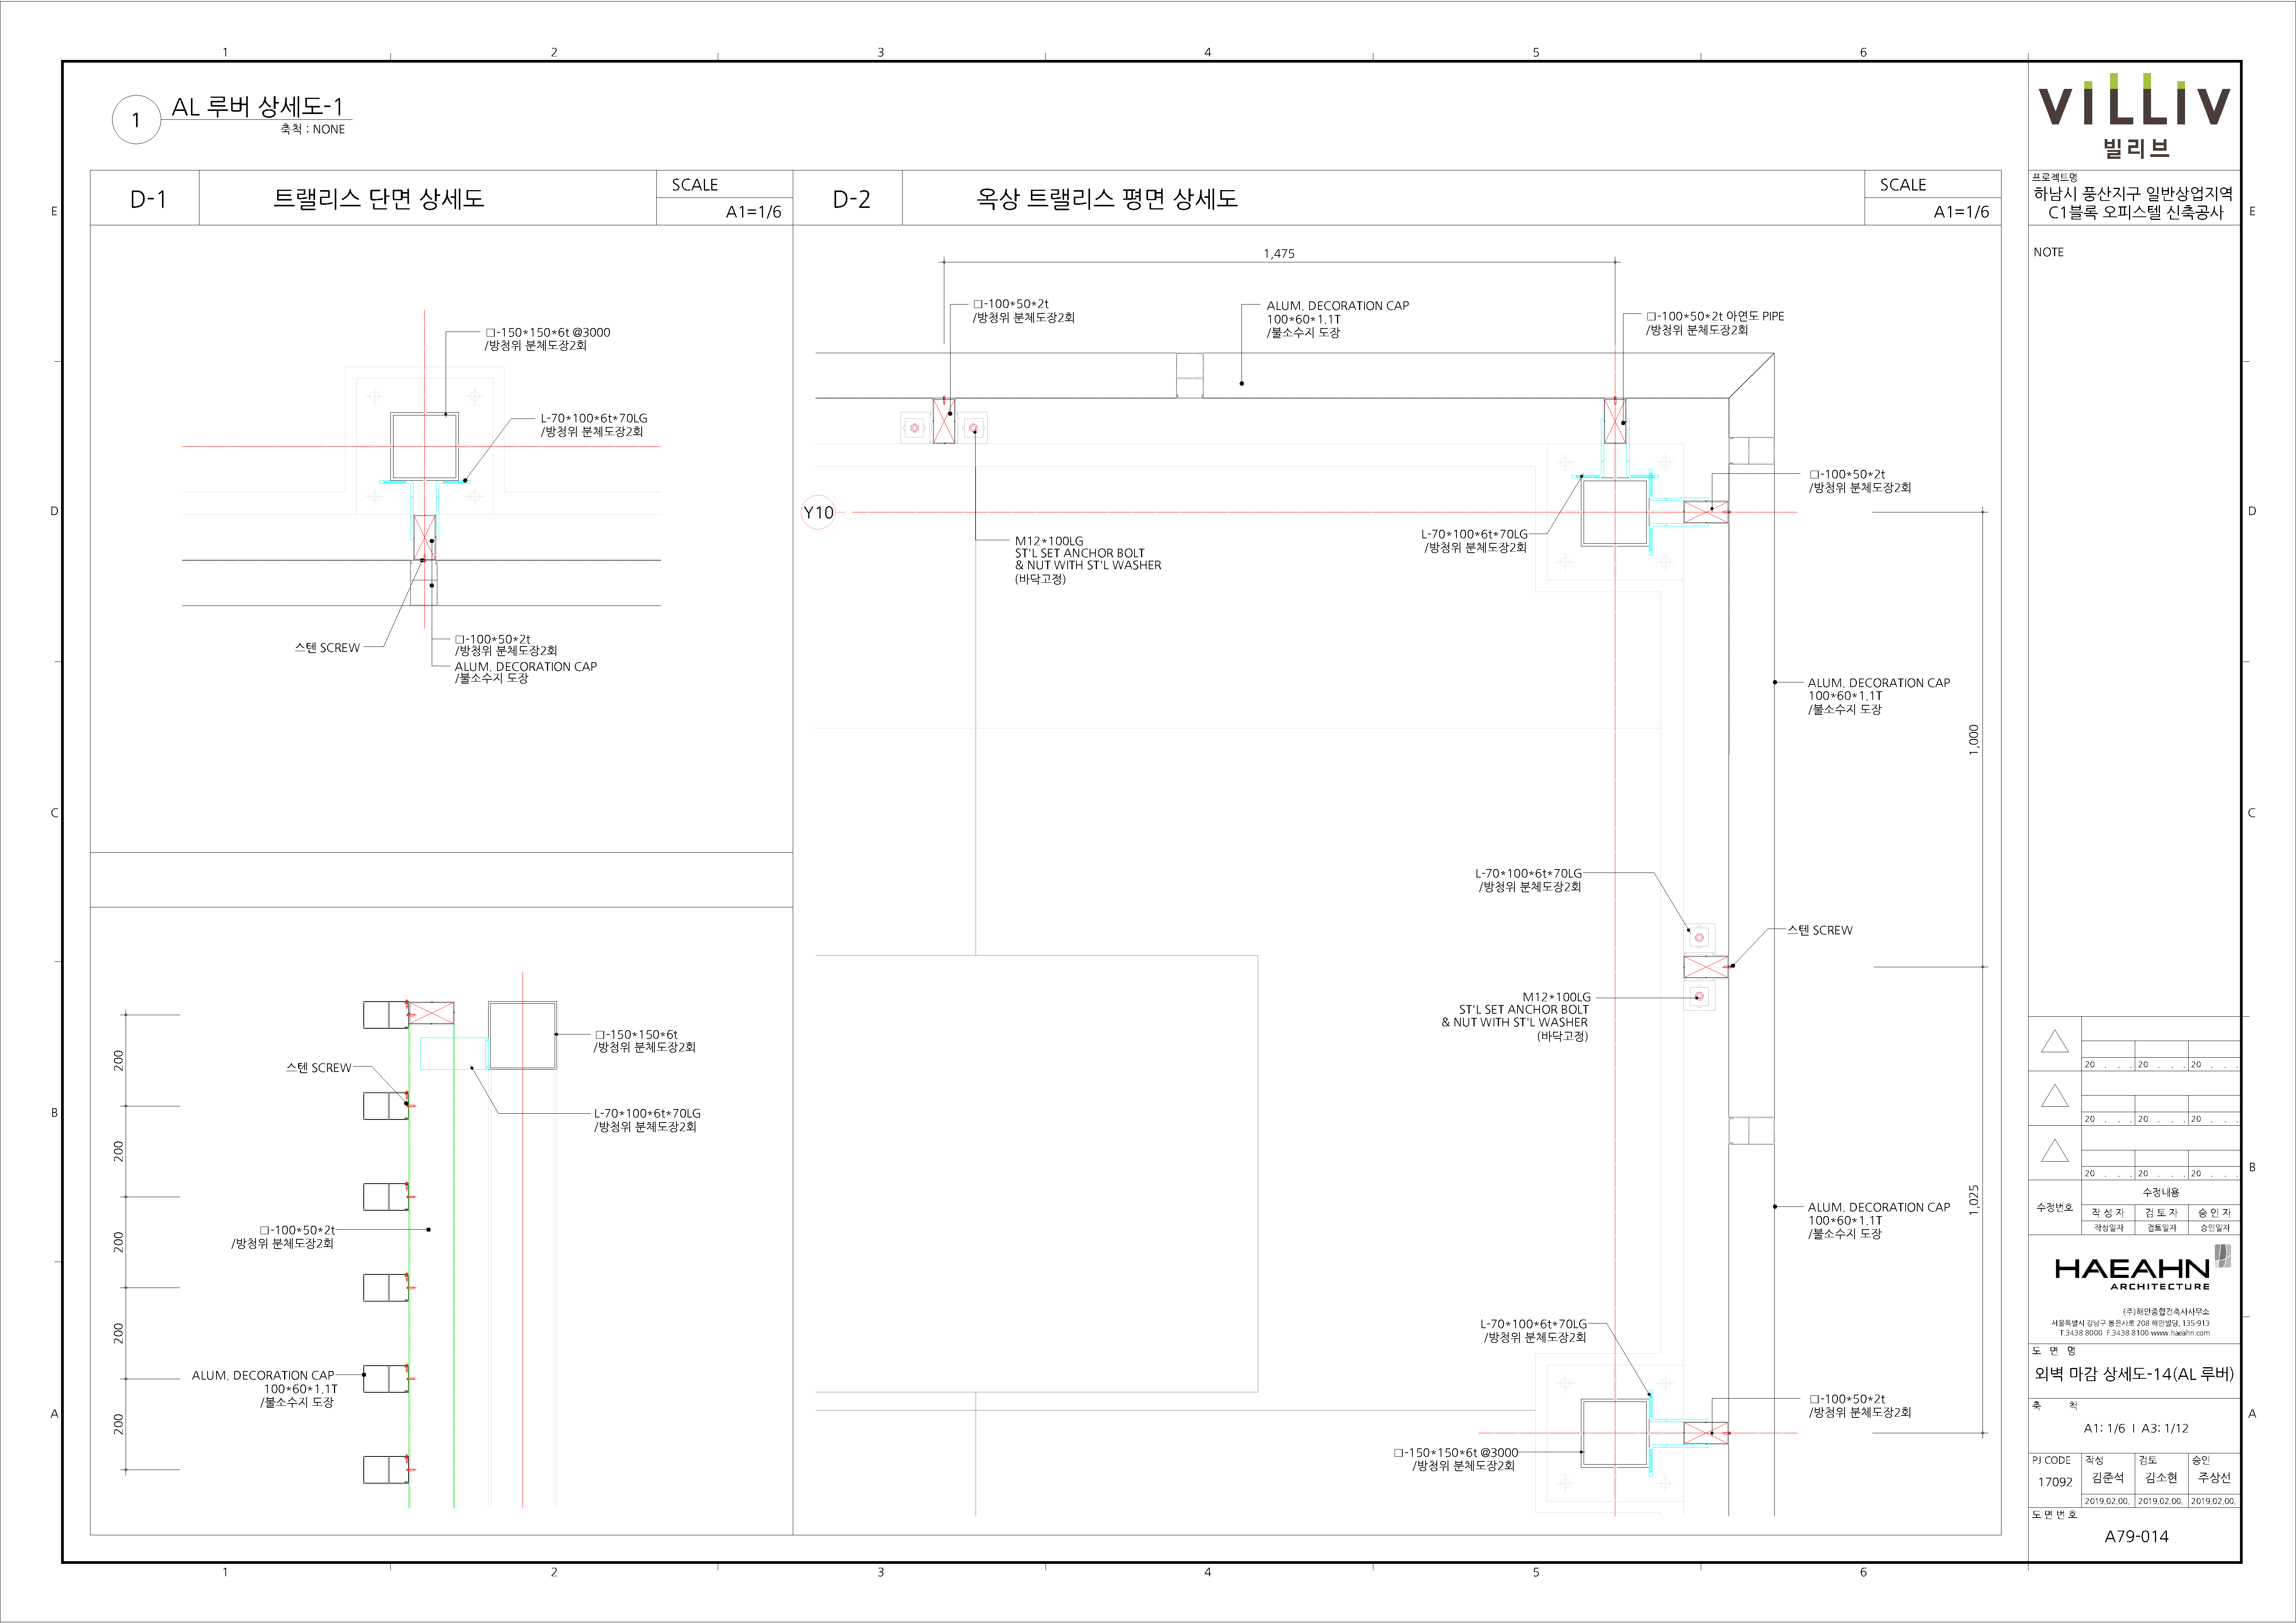 1
2
3
4
5
6
1
AL 루버 상세도-1
축척 : NONE
VILLIV
빌리브
프로젝트명
하남시 풍산지구 일반상업지역
C1블록 오피스텔 신축공사
NOTE
E
D
C
B
A
D-1
트랠리스 단면 상세도
SCALE
A1=1/6
□-150*150*6t @3000
/방청위 분체도장2회
L-70*100*6t*70LG
/방청위 분체도장2회
스텐 SCREW
□-100*50*2t
/방청위 분체도장2회
ALUM. DECORATION CAP
/불소수지 도장
200
200
200
200
200
□-150*150*6t
/방청위 분체도장2회
스텐 SCREW
L-70*100*6t*70LG
/방청위 분체도장2회
□-100*50*2t
/방청위 분체도장2회
ALUM. DECORATION CAP
100*60*1.1T
/불소수지 도장
D-2
옥상 트랠리스 평면 상세도
SCALE
A1=1/6
1,475
□-100*50*2t
/방청위 분체도장2회
ALUM. DECORATION CAP
100*60*1.1T
/불소수지 도장
□-100*50*2t 아연도 PIPE
/방청위 분체도장2회
□-100*50*2t
/방청위 분체도장2회
Y10
M12*100LG
ST'L SET ANCHOR BOLT
& NUT WITH ST'L WASHER
(바닥고정)
L-70*100*6t*70LG
/방청위 분체도장2회
ALUM. DECORATION CAP
100*60*1.1T
/불소수지 도장
1,000
L-70*100*6t*70LG
/방청위 분체도장2회
스텐 SCREW
M12*100LG
ST'L SET ANCHOR BOLT
& NUT WITH ST'L WASHER
(바닥고정)
ALUM. DECORATION CAP
100*60*1.1T
/불소수지 도장
1,025
L-70*100*6t*70LG
/방청위 분체도장2회
□-100*50*2t
/방청위 분체도장2회
□-150*150*6t @3000
/방청위 분체도장2회
20 . . . 20 . . . 20 . . .
20 . . . 20 . . . 20 . . .
20 . . . 20 . . . 20 . . .
수정번호
수정내용
작 성 자 검 토 자 승 인 자
작성일자 검토일자 승인일자
HAEAHN
ARCHITECTURE
(주)해안종합건축사사무소
서울특별시 강남구 봉은사로 208 해안빌딩, 135-913
T.3438 8000 F.3438 8100 www.haeahn.com
도 면 명
외벽 마감 상세도-14(AL 루버)
축 척
A1: 1/6 I A3: 1/12
PJ CODE 작성 검토 승인
17092 김준석 김소현 주상선
2019.02.00. 2019.02.00. 2019.02.00.
도 면 번 호
A79-014
E
D
C
B
A
1
2
3
4
5
6